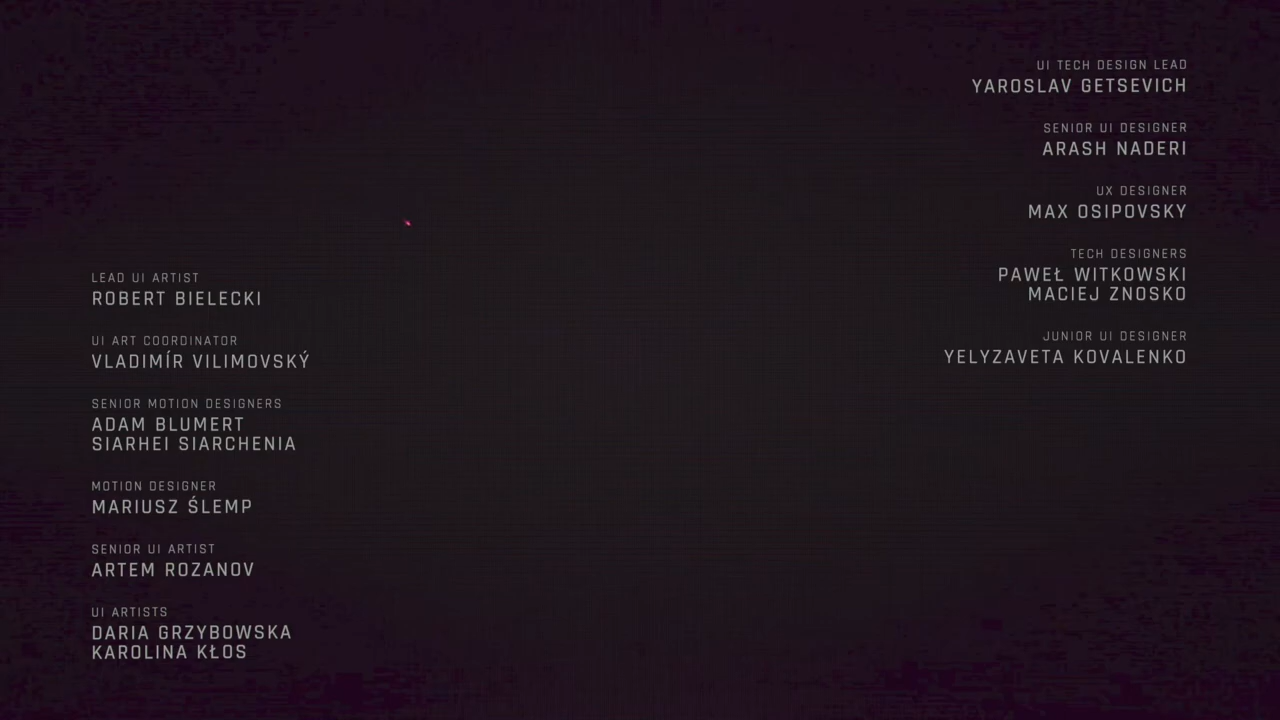 LEAD UI ARTIST
ROBERT BIELECKI
UI ART COORDINATOR
VLADIMÍR VILIMOVSKÝ
SENIOR MOTION DESIGNERS
ADAM BLUMERT
SIARHEI SIARCHENIA
MOTION DESIGNER
MARIUSZ ŚLEMP
SENIOR UI ARTIST
ARTEM ROZANOV
UI ARTISTS
DARIA GRZYBOWSKA
KAROLINA KŁOS
UI TECH DESIGN LEAD
YAROSLAV GETSEVICH
SENIOR UI DESIGNER
ARASH NADERI
UX DESIGNER
MAX OSIPOVSKY
TECH DESIGNERS
PAWEŁ WITKOWSKI
MACIEJ ZNOSKO
JUNIOR UI DESIGNER
YELYZAVETA KOVALENKO